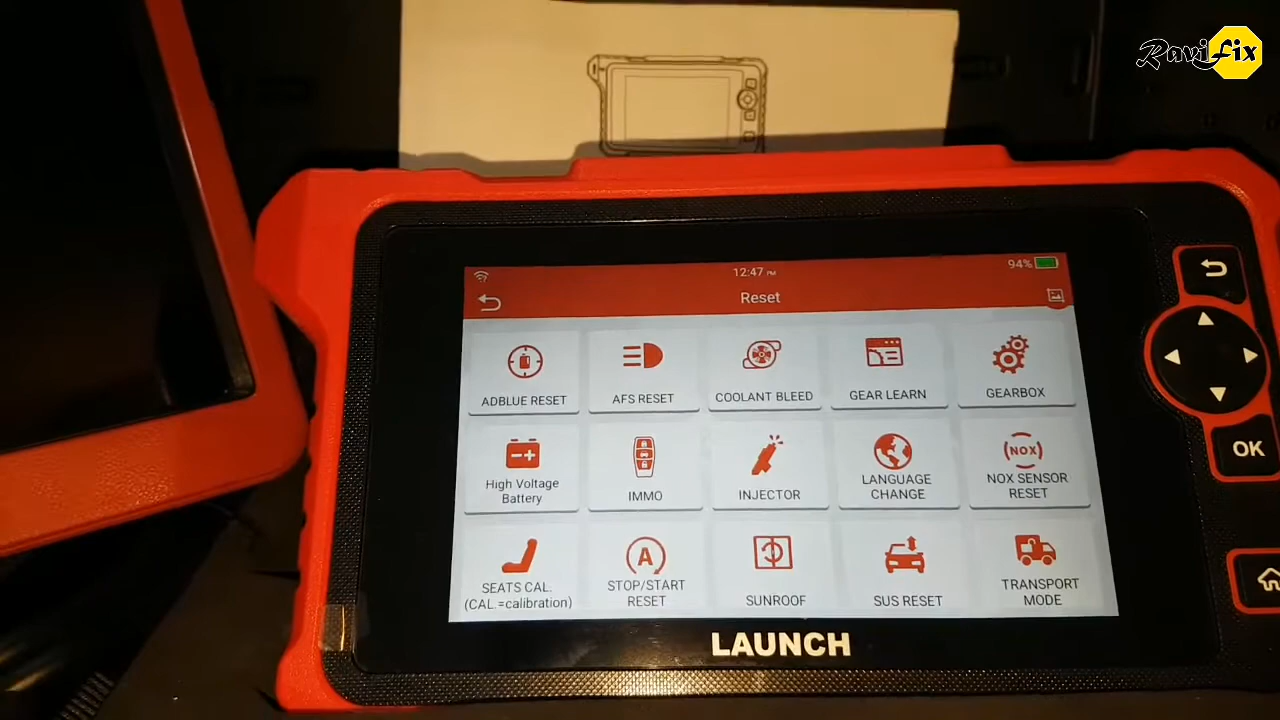 Ravifix
12:47 PM
94%
Reset
ADBLUE RESET
AFS RESET
COOLANT BLEED
GEAR LEARN
GEARBOX
High Voltage
Battery
IMMO
INJECTOR
LANGUAGE
CHANGE
NOX
NOX SENSOR
RESET
SEATS CAL.
(CAL.=calibration)
A
STOP/START
RESET
SUNROOF
SUS RESET
TRANSPORT
MODE
OK
LAUNCH